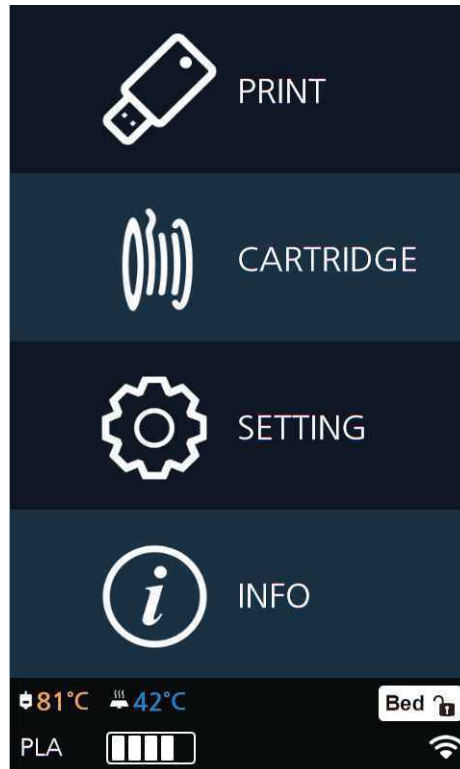 PRINT
CARTRIDGE
SETTING
INFO
81°C 42°C Bed
PLA